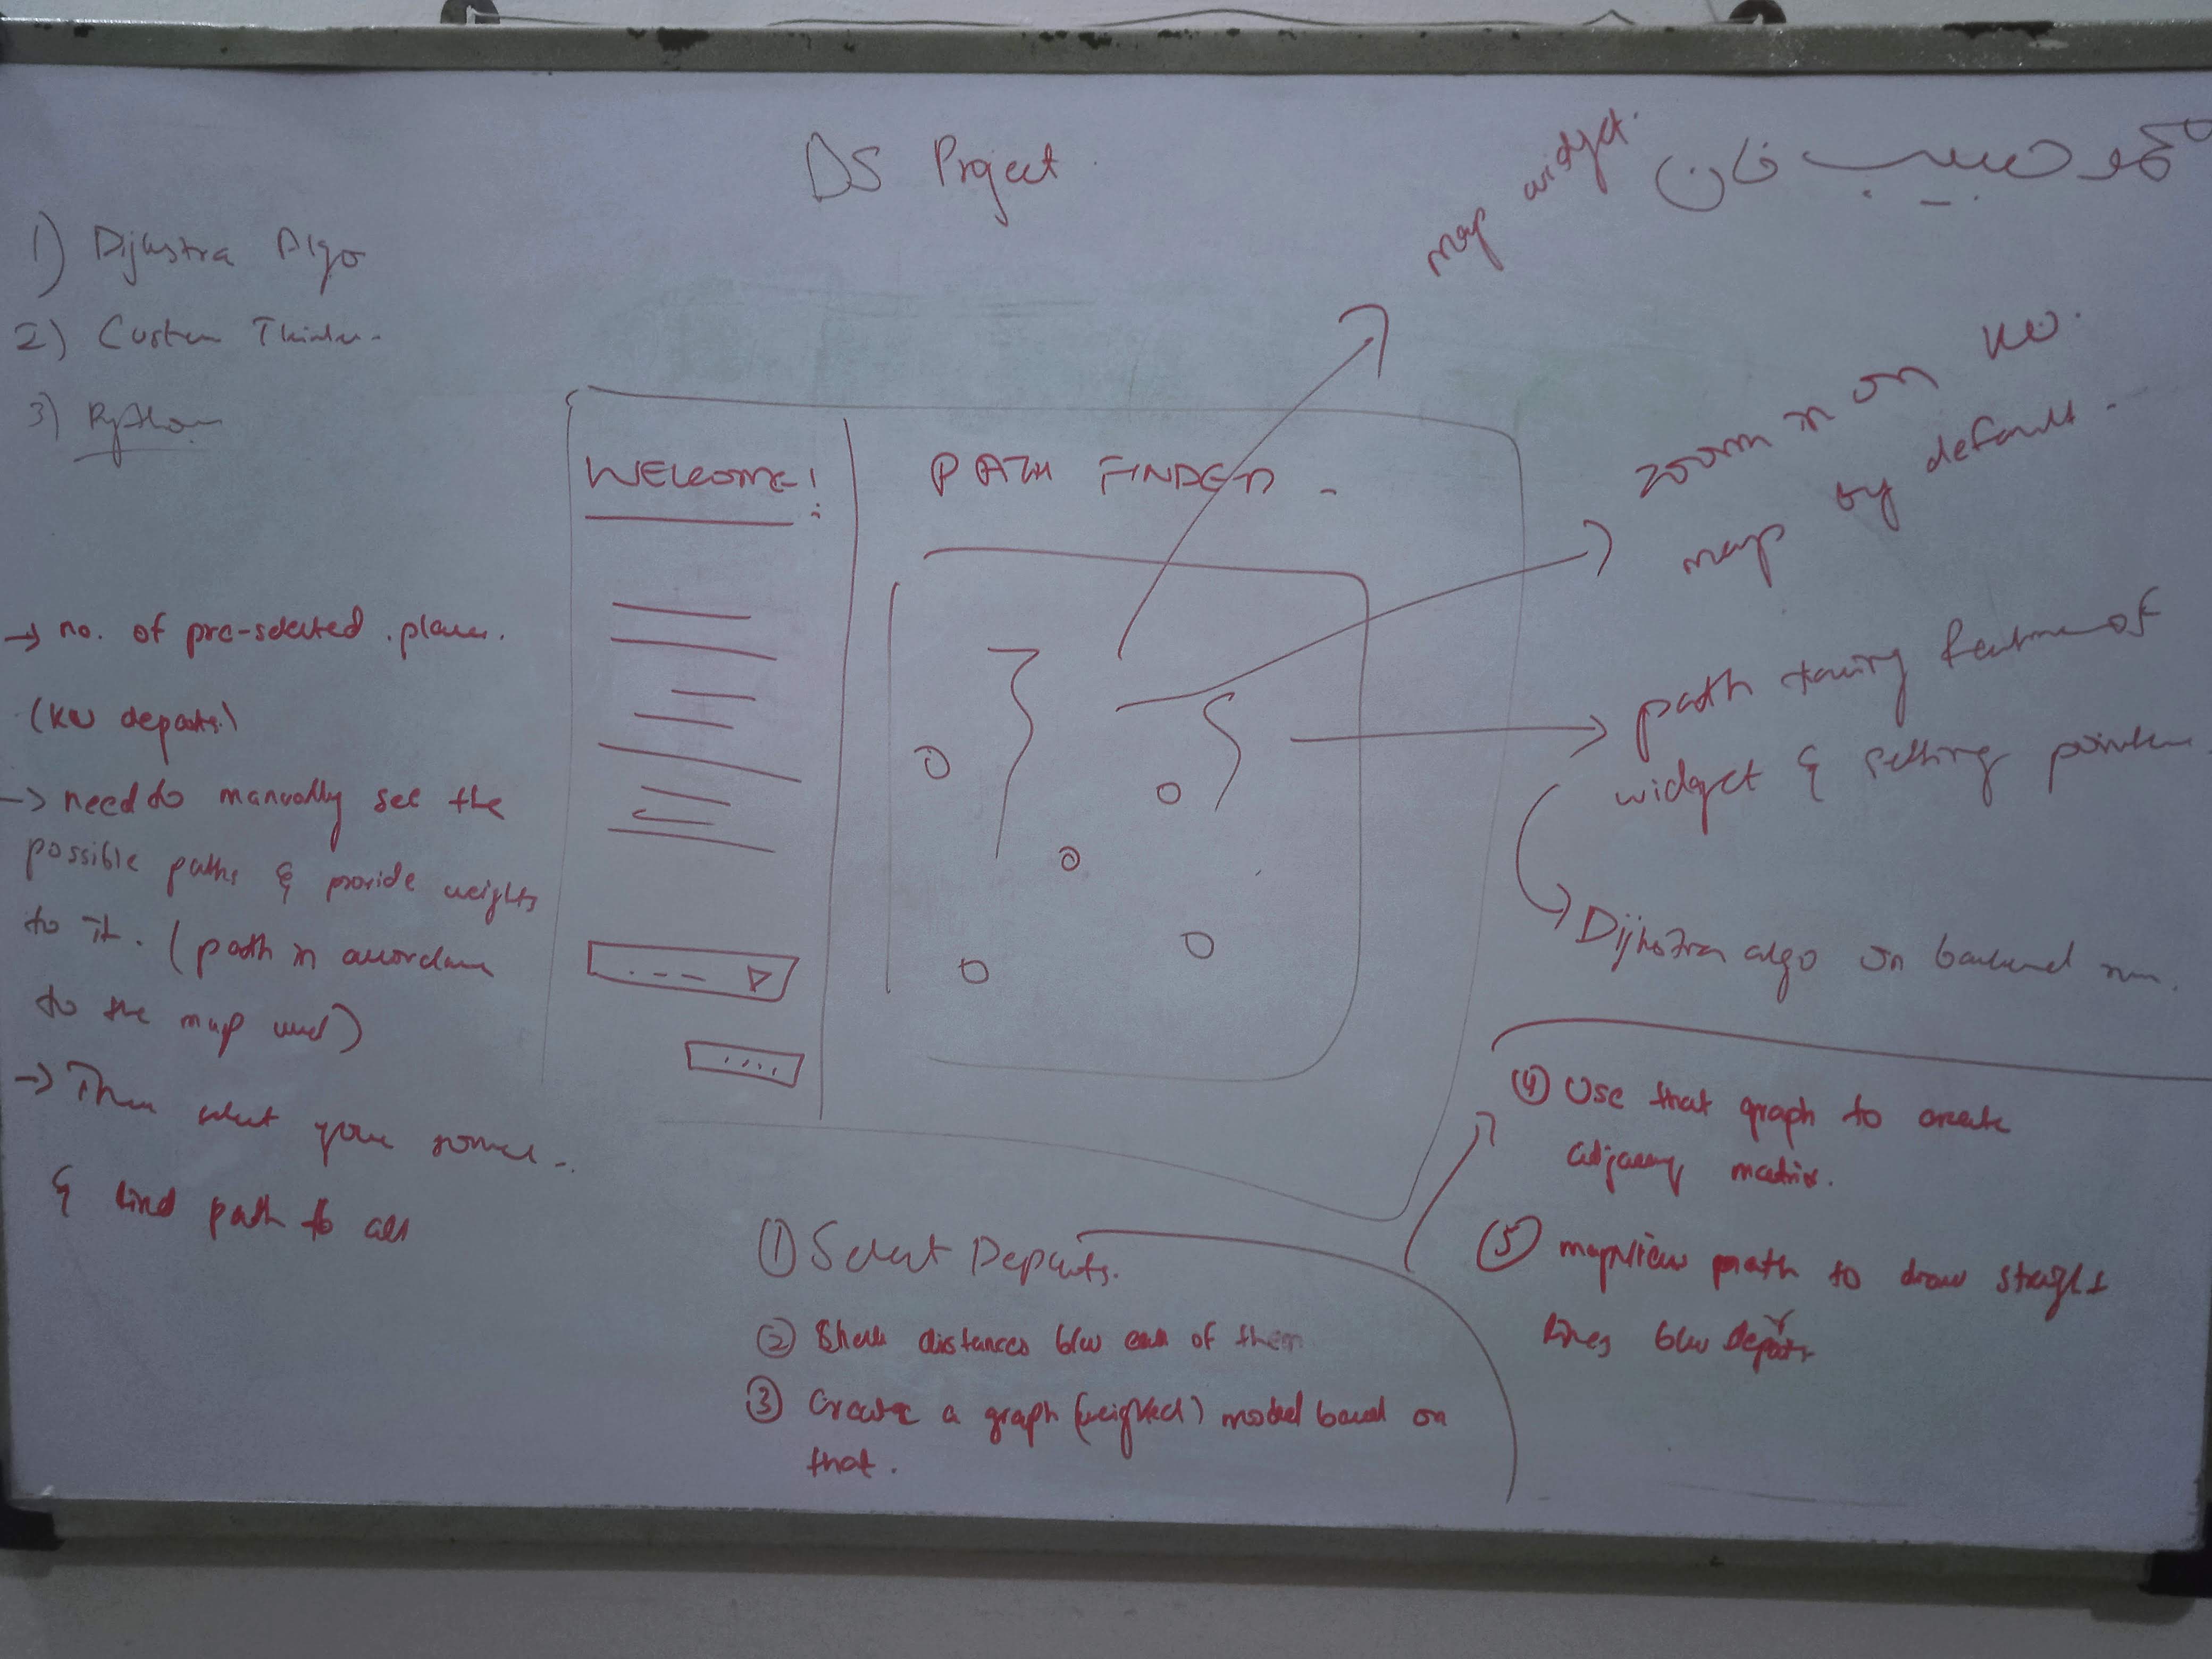 DS Project
محمد حبيب خان
1) Dijkstra Algo
2) Custom Tkinter
3) Python
map widget.
zoom in on KU
map by default.
WELCOME!
PATH FINDER
→ no. of pre-selected places.
(KU departs.)
→ need to manually see the
possible paths & provide weights
to it. (path in accordance
to the map used)
→ Then select your source
& find path to all
path tracing feature of
widget & setting pointers
Dijkstra algo on backend run.
① Select Departs.
② Show distances b/w each of them
③ Create a graph (weighted) model based on
that.
④ Use that graph to create
adjacency matrix.
⑤ mapview path to draw straight
lines b/w departs